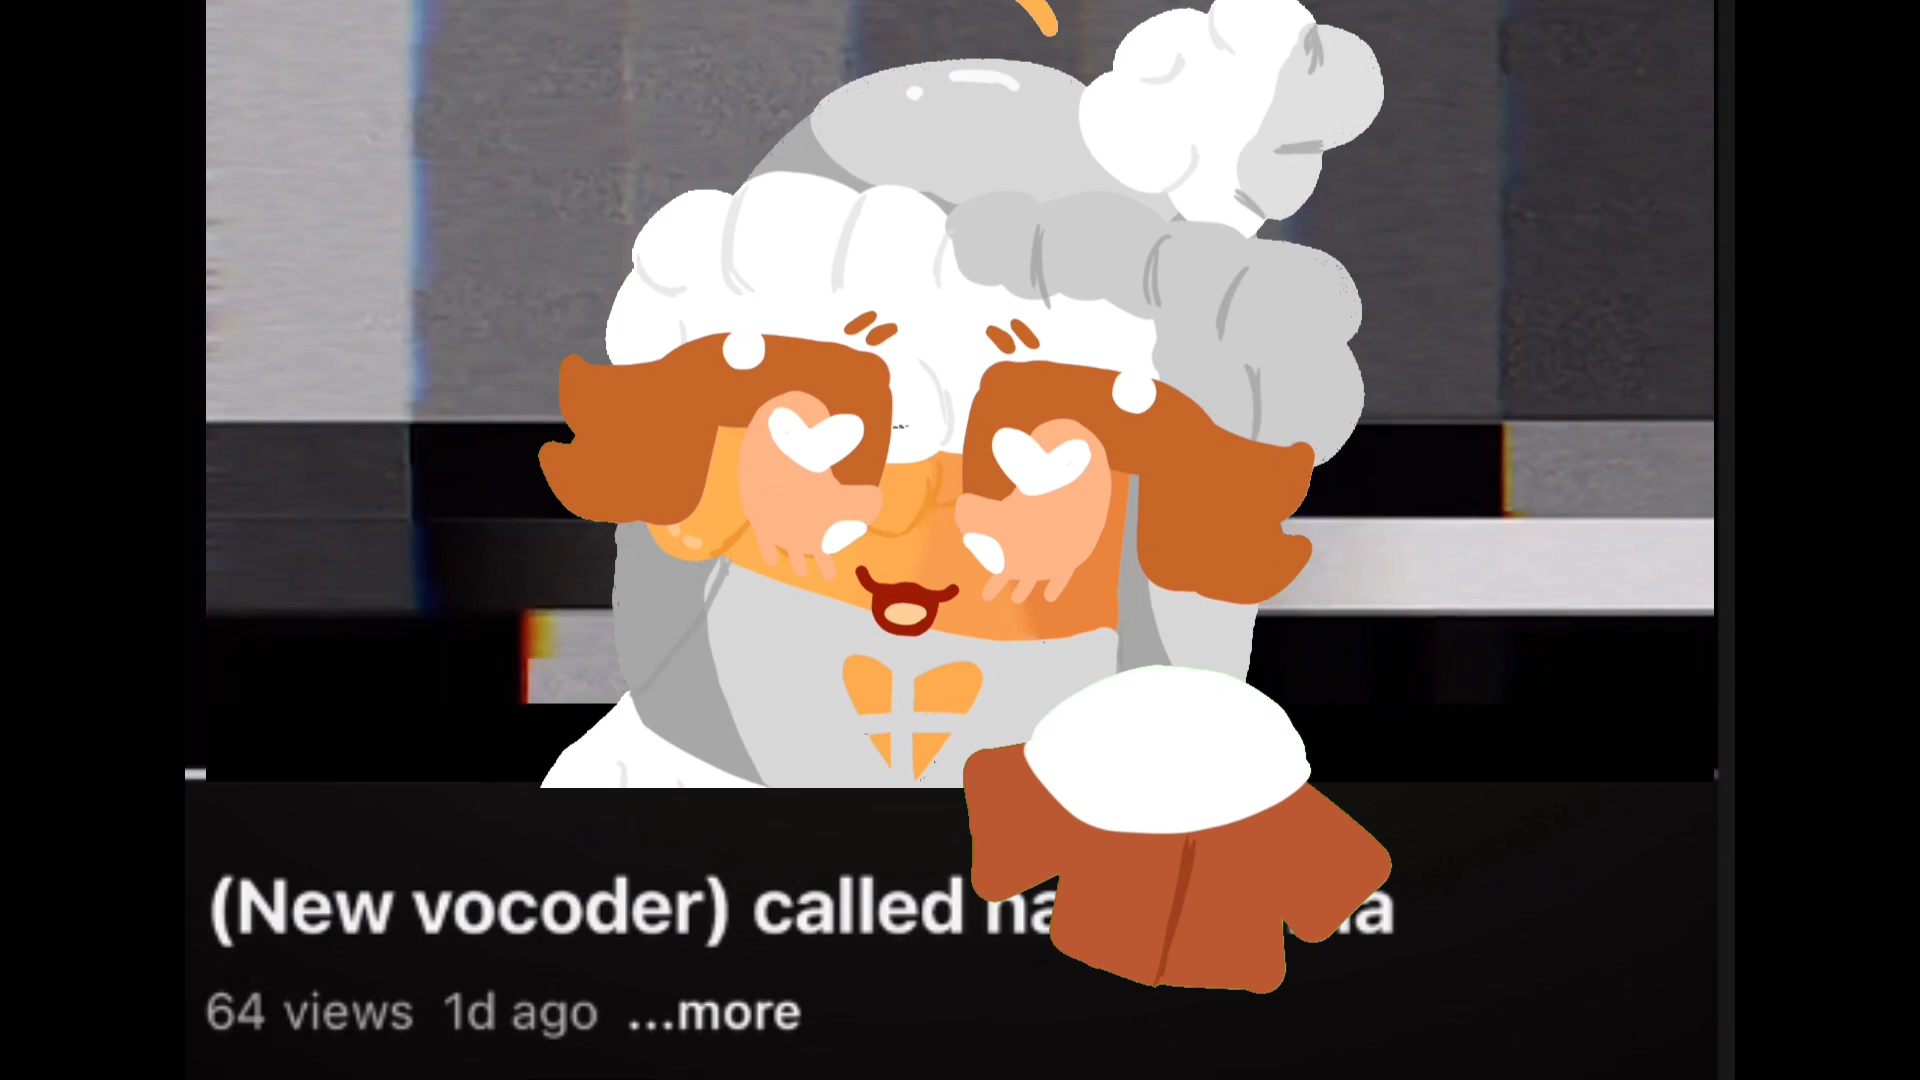 (New vocoder) called
64 views 1d ago ...more